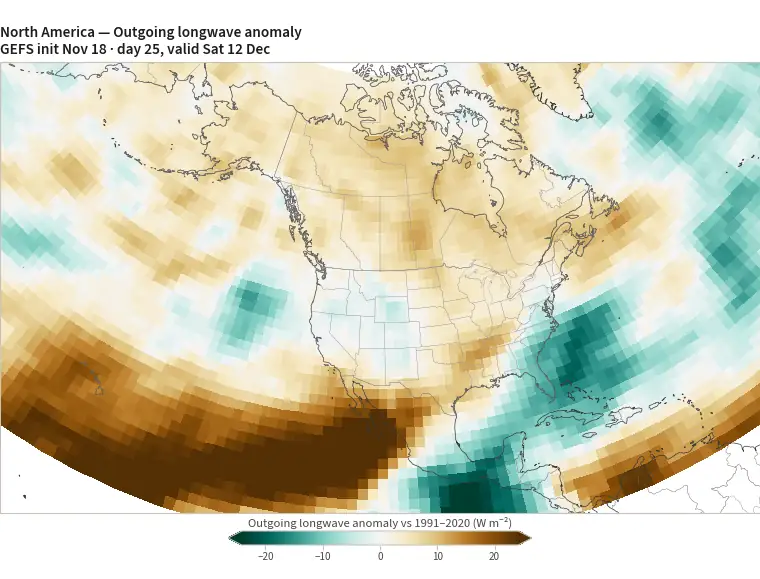 North America — Outgoing longwave anomaly
GEFS init Nov 18 · day 25, valid Sat 12 Dec
Outgoing longwave anomaly vs 1991–2020 (W m⁻²)
−20 −10 0 10 20